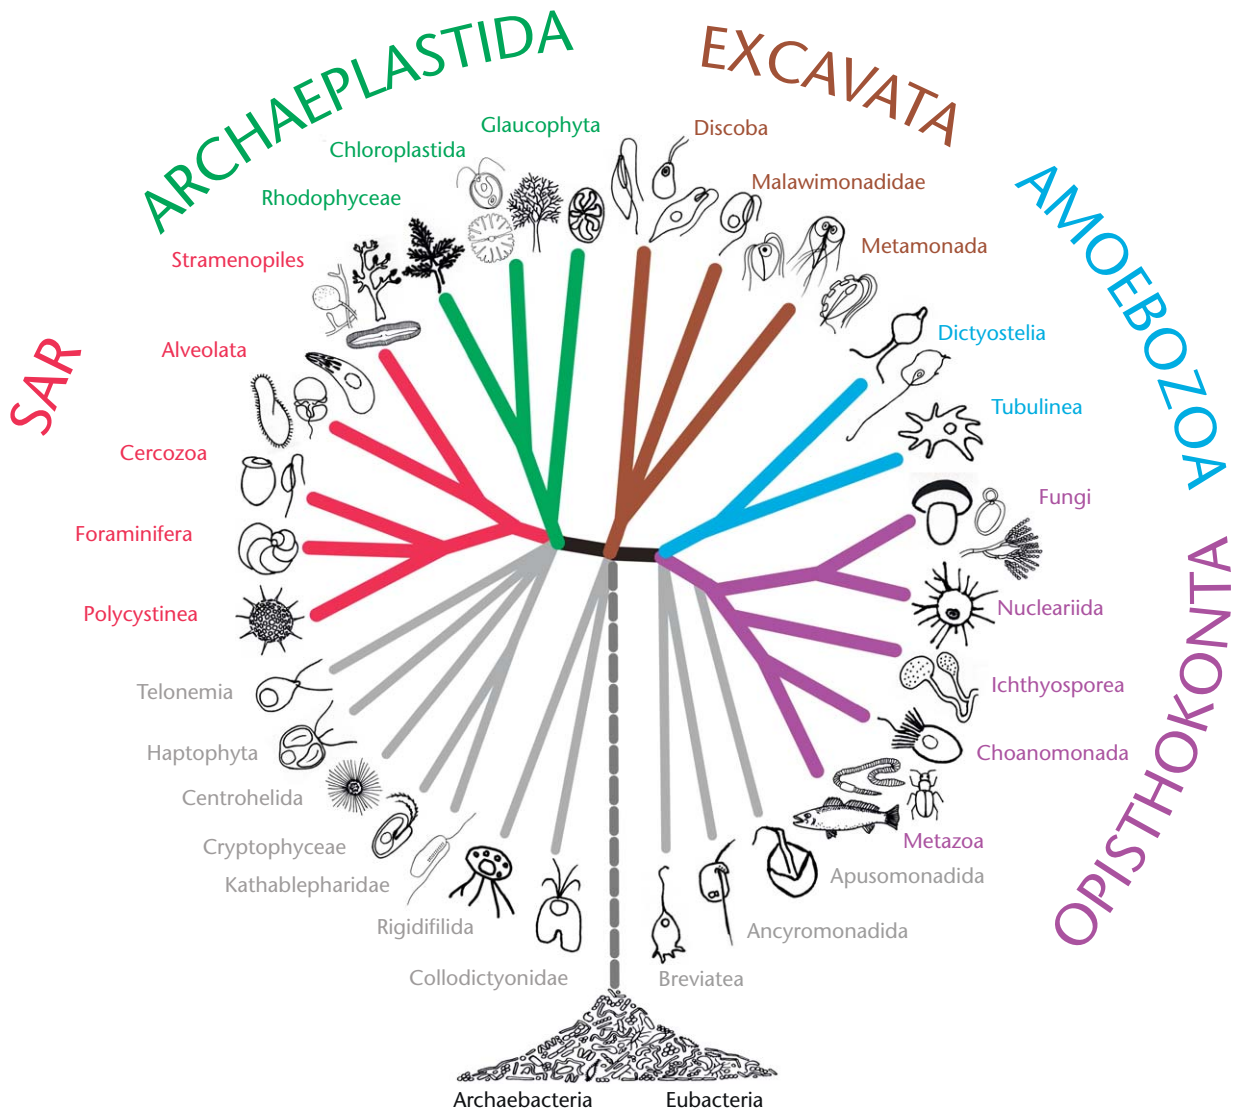 ARCHAEPLASTIDA
EXCAVATA
AMOEBOZOA
OPISTHOKONTA
SAR
Glaucophyta
Chloroplastida
Rhodophyceae
Stramenopiles
Alveolata
Cercozoa
Foraminifera
Polycystinea
Telonemia
Haptophyta
Centrohelida
Cryptophyceae
Kathablepharidae
Rigidifilida
Collodictyonidae
Discoba
Malawimonadidae
Metamonada
Dictyostelia
Tubulinea
Fungi
Nucleariida
Ichthyosporea
Choanomonada
Metazoa
Apusomonadida
Ancyromonadida
Breviatea
Archaebacteria
Eubacteria